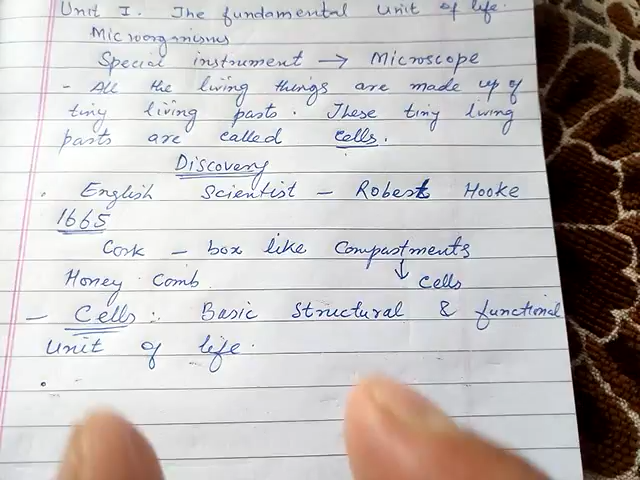 Unit I. The fundamental Unit of life.
Microorganisms
Special instrument → Microscope
- All the living things are made up of
tiny living parts. These tiny living
parts are called cells.
Discovery
. English Scientist - Robert Hooke
1665
Cork - box like compartments
Honey Comb. ↓ Cells
- Cells:. Basic Structural & functional
Unit of life.